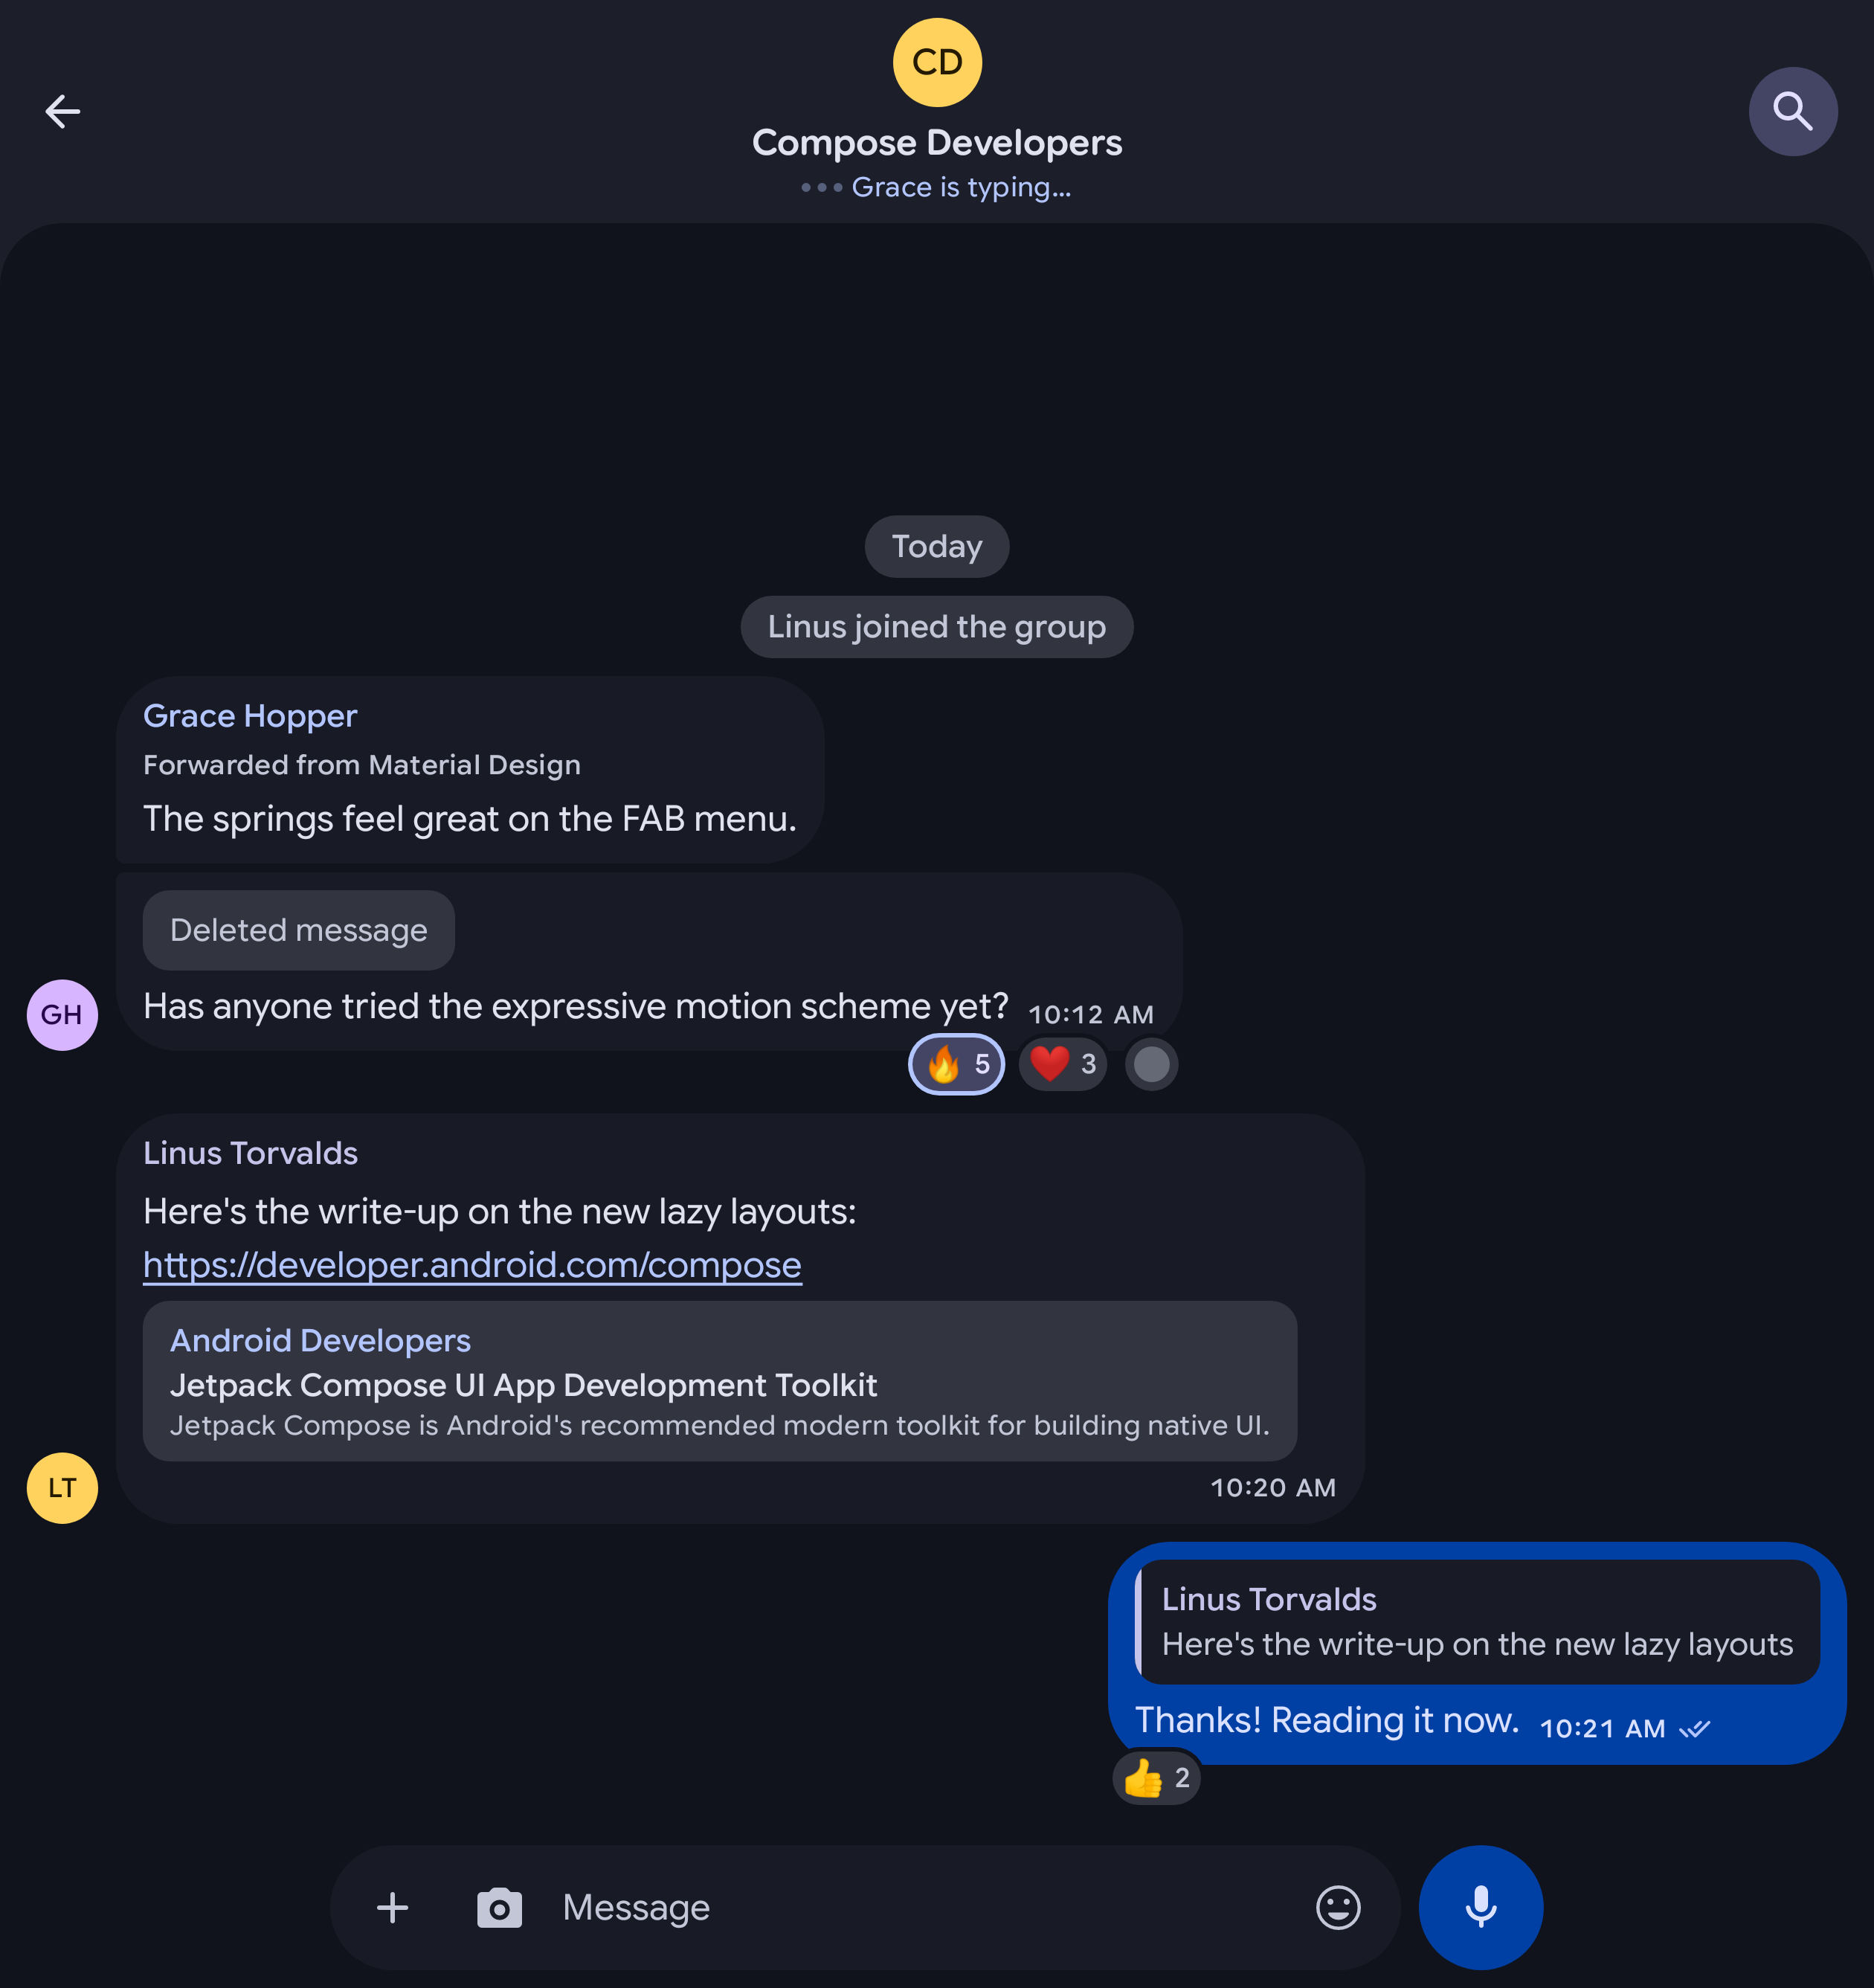 CD
Compose Developers
Grace is typing...
Today
Linus joined the group
Grace Hopper
Forwarded from Material Design
The springs feel great on the FAB menu.
Deleted message
Has anyone tried the expressive motion scheme yet? 10:12 AM
GH
🔥 5 ❤️ 3
Linus Torvalds
Here's the write-up on the new lazy layouts:
https://developer.android.com/compose
Android Developers
Jetpack Compose UI App Development Toolkit
Jetpack Compose is Android's recommended modern toolkit for building native UI.
LT
10:20 AM
Linus Torvalds
Here's the write-up on the new lazy layouts
Thanks! Reading it now. 10:21 AM
👍 2
Message